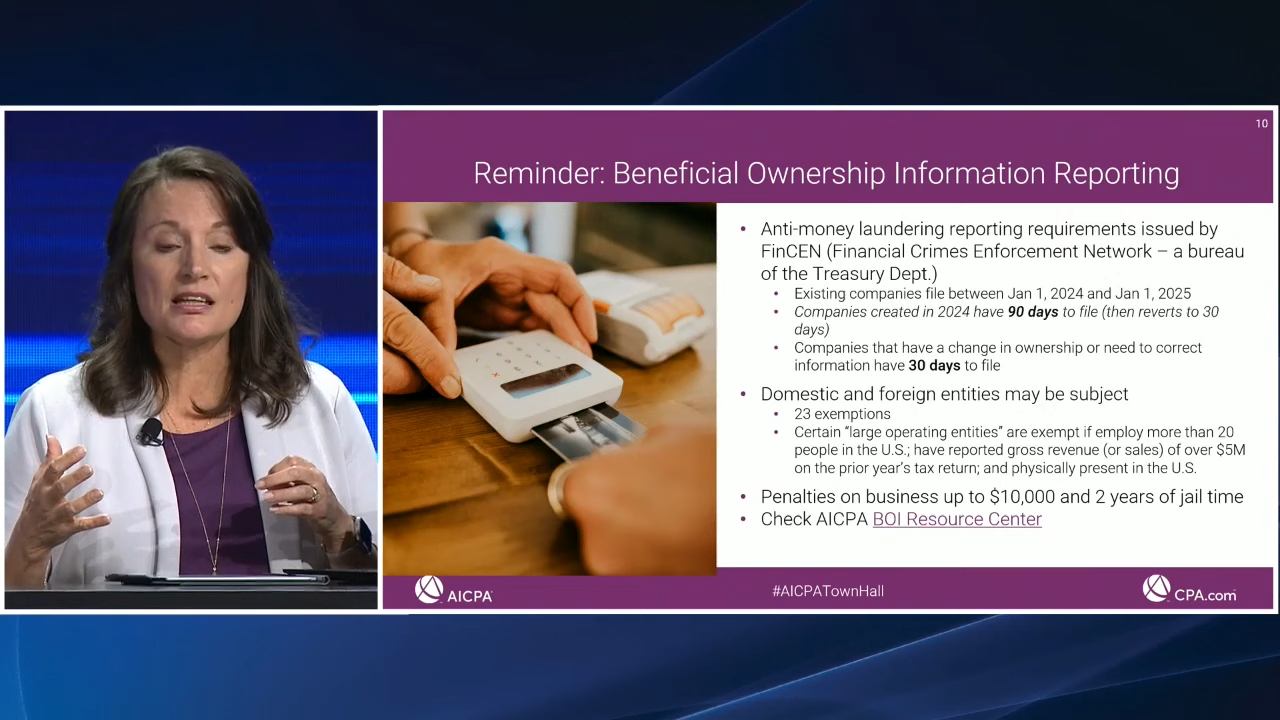 10
Reminder: Beneficial Ownership Information Reporting
• Anti-money laundering reporting requirements issued by
FinCEN (Financial Crimes Enforcement Network – a bureau
of the Treasury Dept.)
• Existing companies file between Jan 1, 2024 and Jan 1, 2025
• Companies created in 2024 have 90 days to file (then reverts to 30
days)
• Companies that have a change in ownership or need to correct
information have 30 days to file
• Domestic and foreign entities may be subject
• 23 exemptions
• Certain “large operating entities” are exempt if employ more than 20
people in the U.S.; have reported gross revenue (or sales) of over $5M
on the prior year’s tax return; and physically present in the U.S.
• Penalties on business up to $10,000 and 2 years of jail time
• Check AICPA BOI Resource Center
AICPA
#AICPATownHall
CPA.com